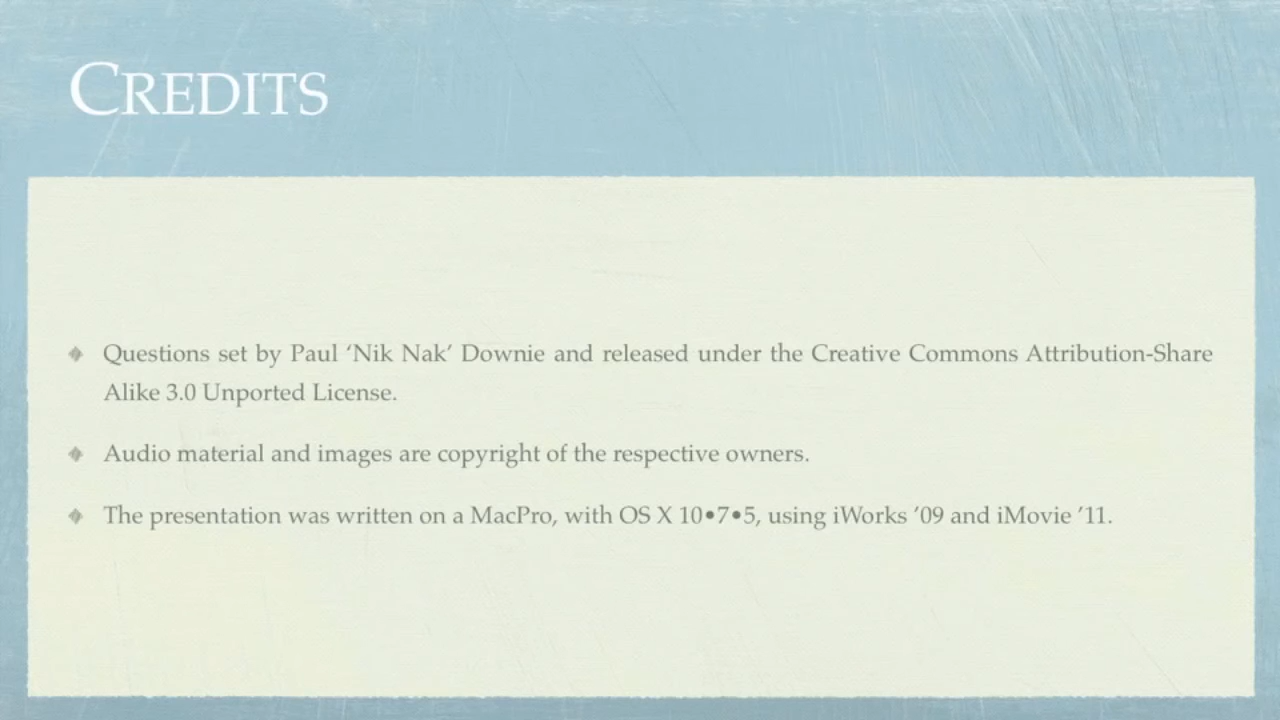 CREDITS
Questions set by Paul ‘Nik Nak’ Downie and released under the Creative Commons Attribution-Share
Alike 3.0 Unported License.
Audio material and images are copyright of the respective owners.
The presentation was written on a MacPro, with OS X 10•7•5, using iWorks ’09 and iMovie ’11.